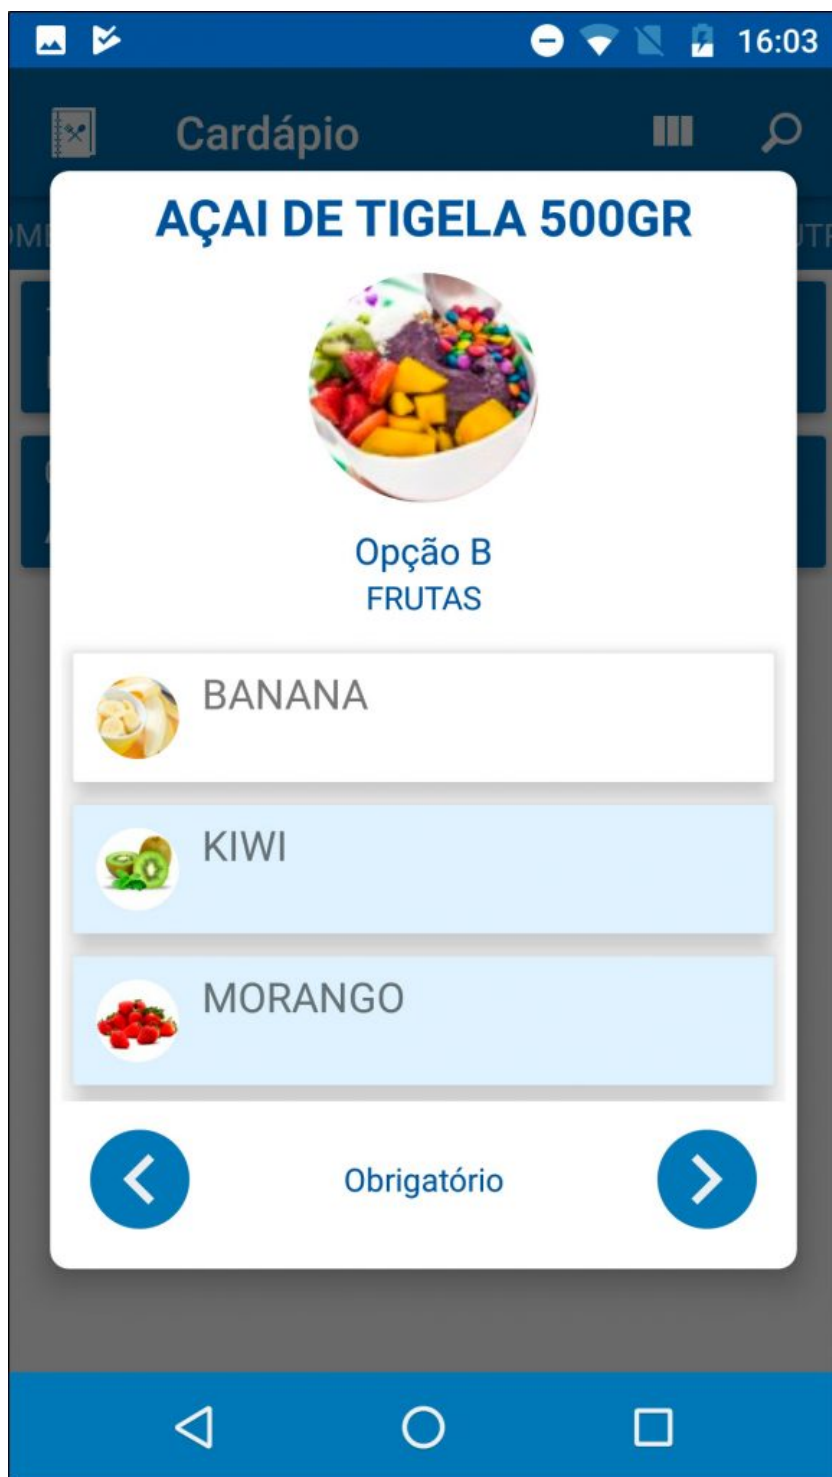 16:03
Cardápio
AÇAI DE TIGELA 500GR
Opção B
FRUTAS
BANANA
KIWI
MORANGO
Obrigatório